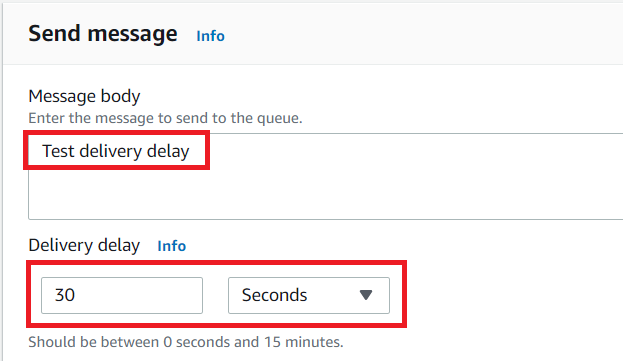 Send message Info
Message body
Enter the message to send to the queue.
Test delivery delay
Delivery delay Info
30 Seconds
Should be between 0 seconds and 15 minutes.